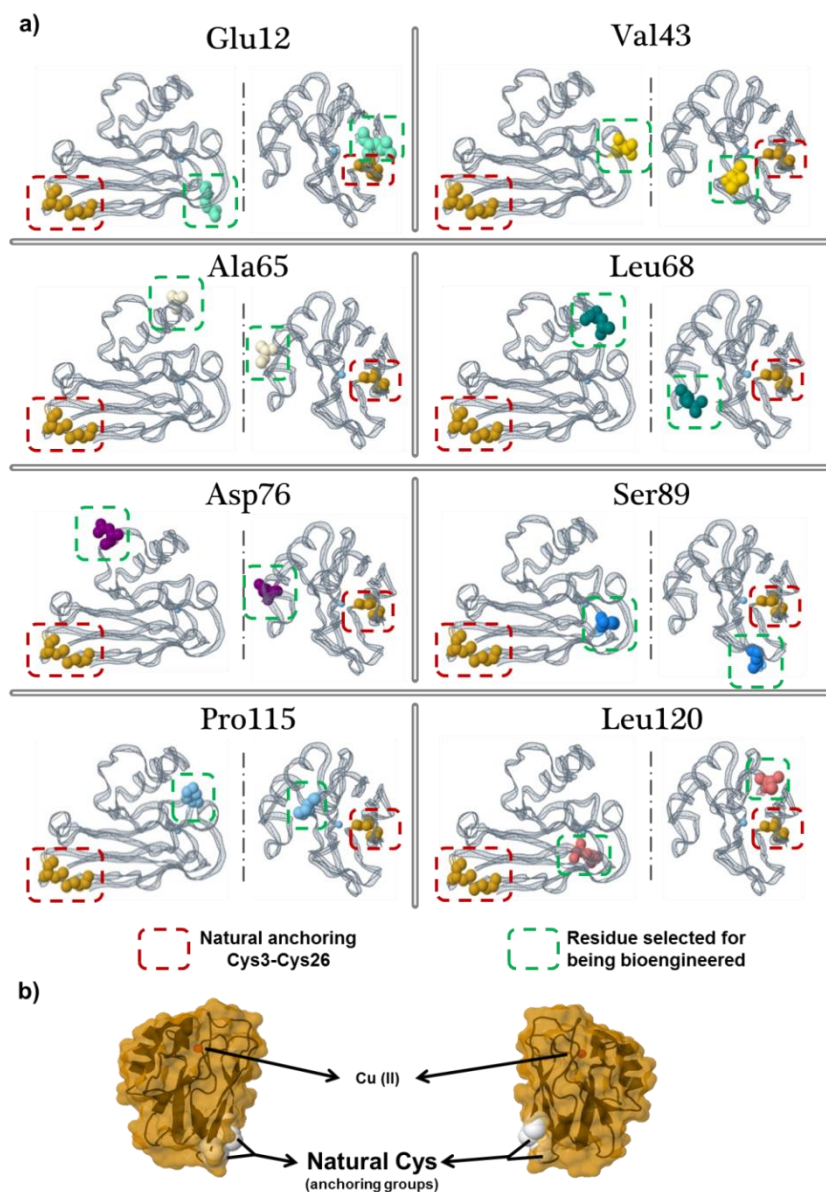 a)
Glu12
Val43
Ala65
Leu68
Asp76
Ser89
Pro115
Leu120
Natural anchoring
Cys3-Cys26
Residue selected for
being bioengineered
b)
Cu (II)
Natural Cys
(anchoring groups)